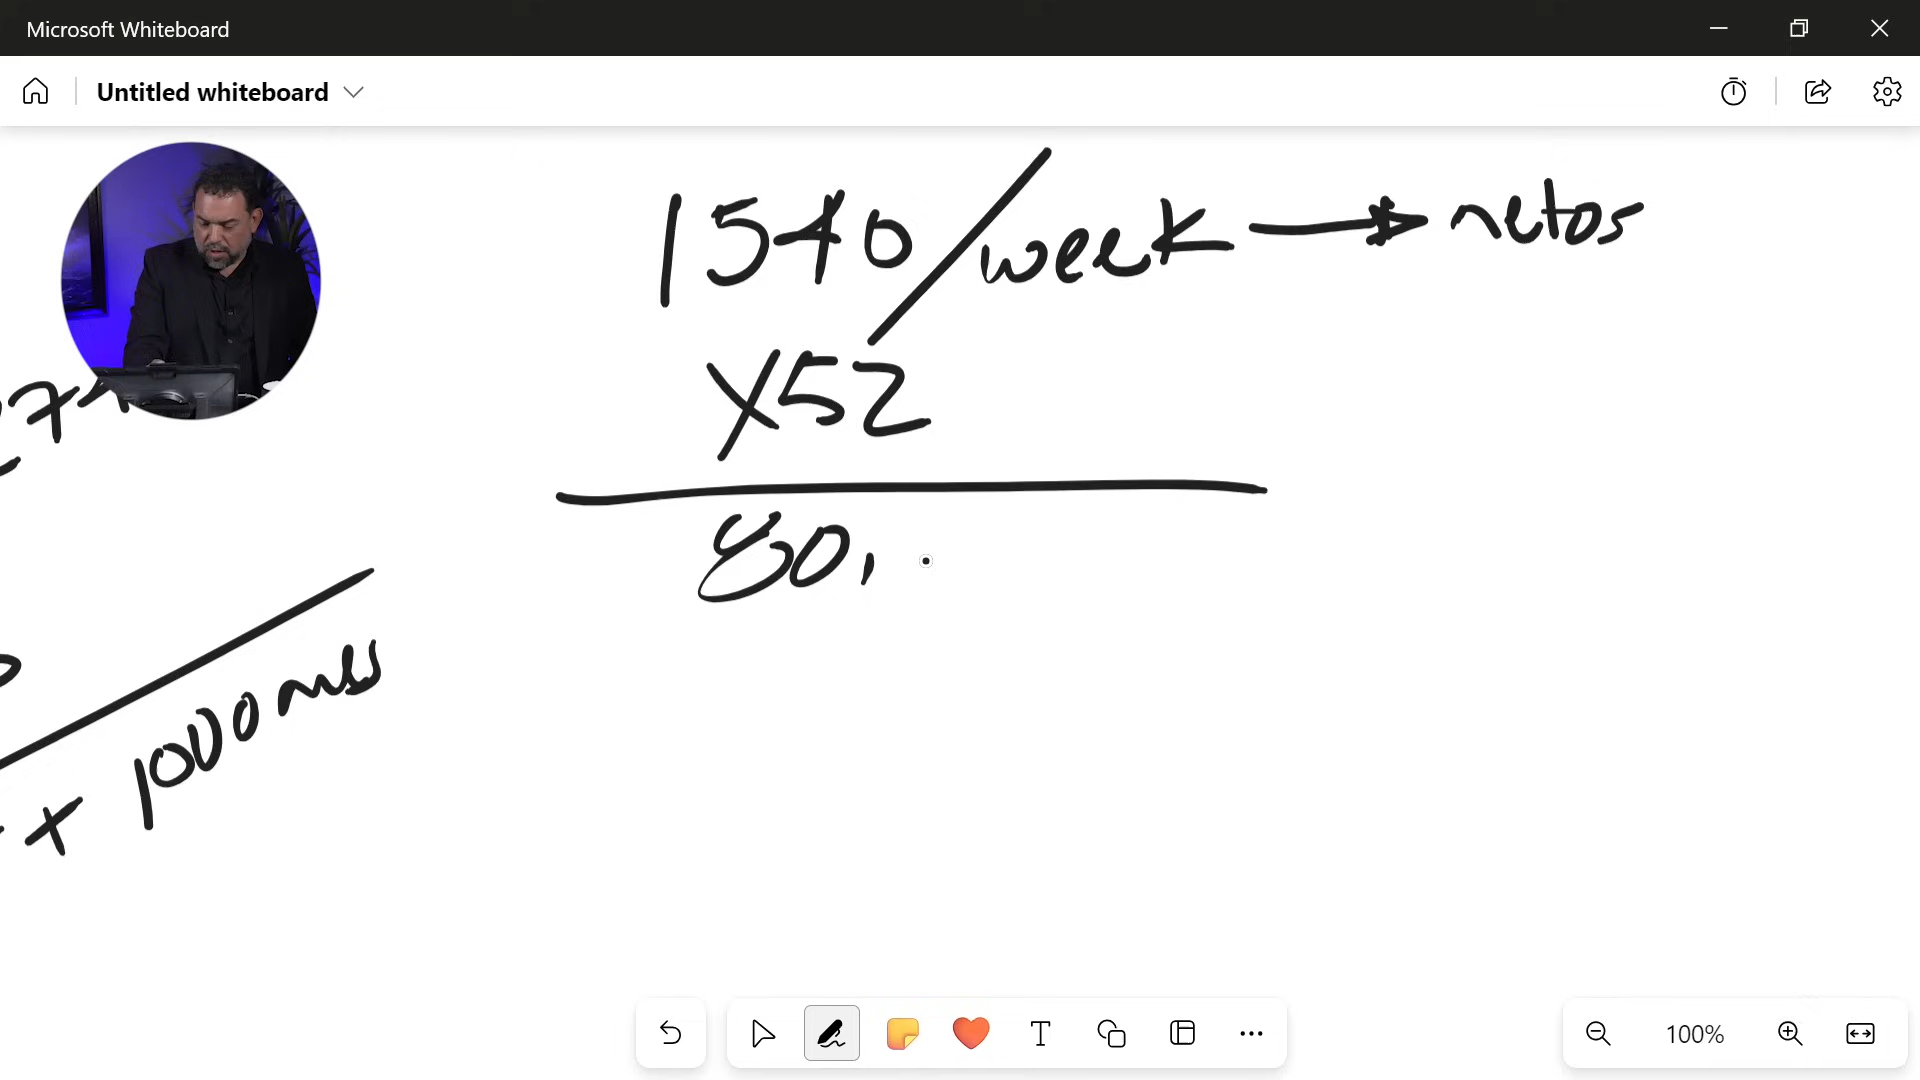 Microsoft Whiteboard
Untitled whiteboard
1540/week → netos
x52
80,
+ 1000
T
100%